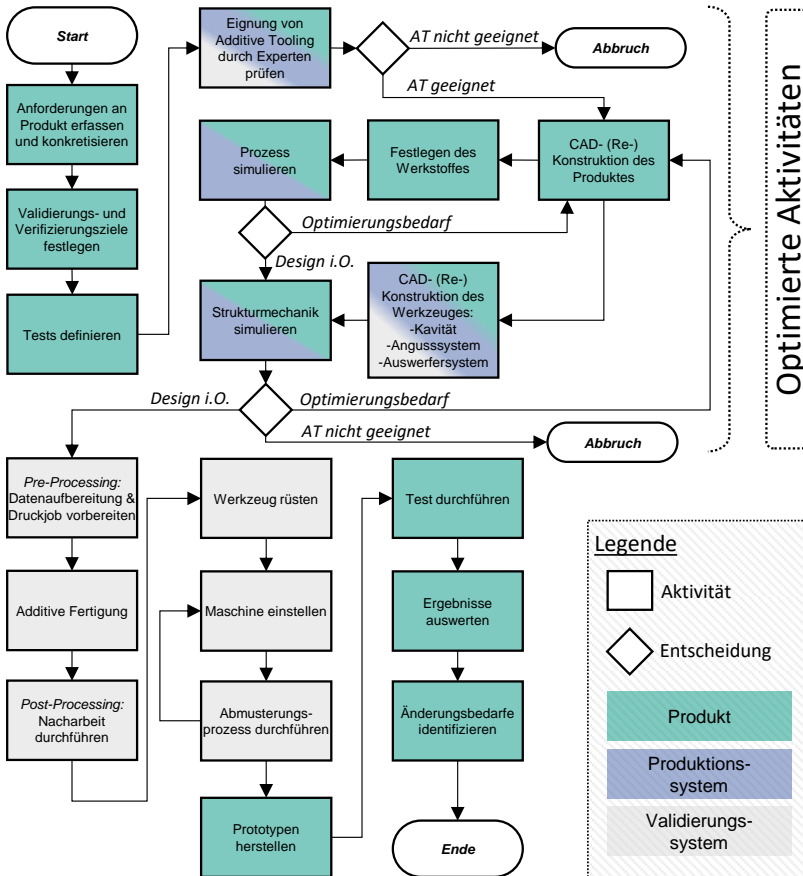 Start
Anforderungen an
Produkt erfassen
und konkretisieren
Validierungs- und
Verifizierungsziele
festlegen
Tests definieren
Eignung von
Additive Tooling
durch Experten
prüfen
AT nicht geeignet
Abbruch
AT geeignet
CAD- (Re-)
Konstruktion des
Produktes
Festlegen des
Werkstoffes
Prozess
simulieren
Optimierungsbedarf
Design i.O.
CAD- (Re-)
Konstruktion des
Werkzeuges:
-Kavität
-Angusssystem
-Auswerfersystem
Strukturmechanik
simulieren
Design i.O.
Optimierungsbedarf
AT nicht geeignet
Abbruch
Optimierte Aktivitäten
Pre-Processing:
Datenaufbereitung &
Druckjob vorbereiten
Additive Fertigung
Post-Processing:
Nacharbeit
durchführen
Werkzeug rüsten
Maschine einstellen
Abmusterungs-
prozess durchführen
Prototypen
herstellen
Test durchführen
Ergebnisse
auswerten
Änderungsbedarfe
identifizieren
Ende
Legende
Aktivität
Entscheidung
Produkt
Produktions-
system
Validierungs-
system